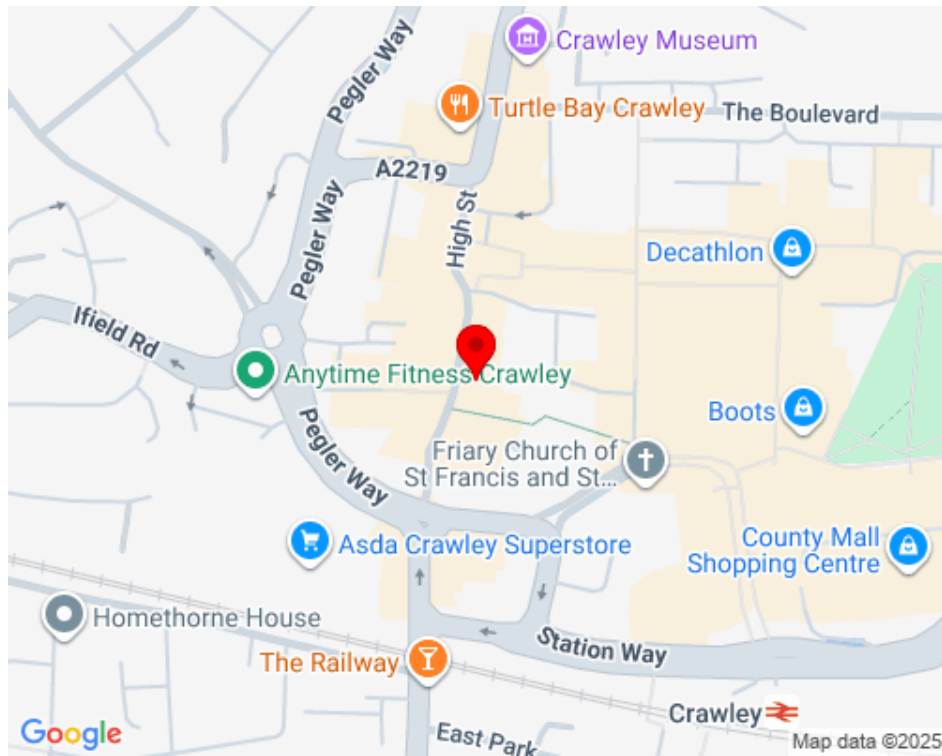 Pegler Way
Crawley Museum
Turtle Bay Crawley
The Boulevard
A2219
High St
Pegler Way
Decathlon
Ifield Rd
Anytime Fitness Crawley
Boots
Pegler Way
Friary Church of
St Francis and St...
Asda Crawley Superstore
County Mall
Shopping Centre
Homethorne House
Station Way
The Railway
Crawley
East Park
Google
Map data ©2025